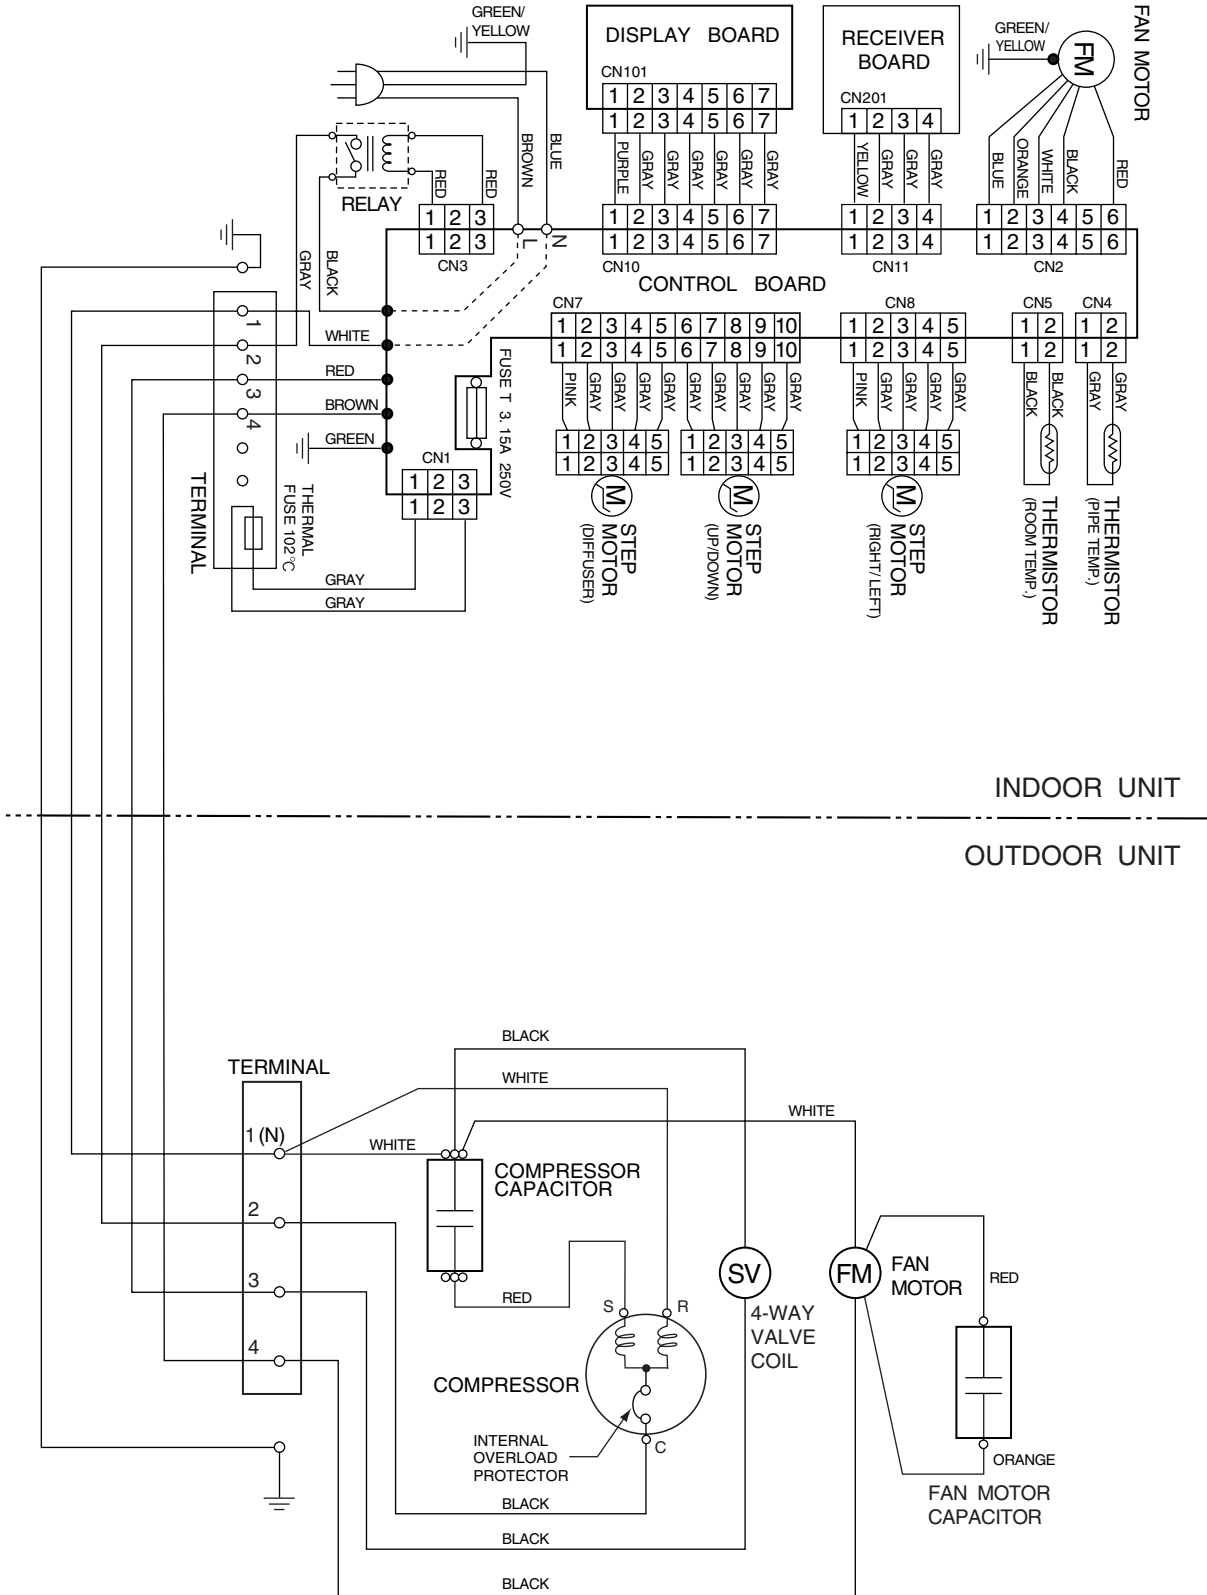 GREEN/
YELLOW
DISPLAY BOARD
CN101
1 2 3 4 5 6 7
1 2 3 4 5 6 7
PURPLE
GRAY
GRAY
GRAY
GRAY
GRAY
GRAY
1 2 3 4 5 6 7
1 2 3 4 5 6 7
CN10
RECEIVER
BOARD
CN201
1 2 3 4
YELLOW
GRAY
GRAY
GRAY
1 2 3 4
1 2 3 4
CN11
GREEN/
YELLOW
FM
FAN MOTOR
BLUE
ORANGE
WHITE
BLACK
RED
1 2 3 4 5 6
1 2 3 4 5 6
CN2
BROWN
BLUE
RELAY
RED
RED
1 2 3
1 2 3
CN3
L
N
GRAY
BLACK
CONTROL BOARD
WHITE
RED
BROWN
GREEN
1
2
3
4
TERMINAL
THERMAL
FUSE 102°C
GRAY
GRAY
CN1
1 2 3
1 2 3
FUSE T 3. 15A 250V
CN7
1 2 3 4 5 6 7 8 9 10
1 2 3 4 5 6 7 8 9 10
PINK
GRAY
GRAY
GRAY
GRAY
GRAY
GRAY
GRAY
GRAY
GRAY
1 2 3 4 5
1 2 3 4 5
M
STEP
MOTOR
(DIFFUSER)
1 2 3 4 5
1 2 3 4 5
M
STEP
MOTOR
(UP/DOWN)
CN8
1 2 3 4 5
1 2 3 4 5
PINK
GRAY
GRAY
GRAY
GRAY
1 2 3 4 5
1 2 3 4 5
M
STEP
MOTOR
(RIGHT/LEFT)
CN5
1 2
1 2
BLACK
BLACK
THERMISTOR
(ROOM TEMP.)
CN4
1 2
1 2
GRAY
GRAY
THERMISTOR
(PIPE TEMP.)
INDOOR UNIT
OUTDOOR UNIT
TERMINAL
1 (N)
2
3
4
BLACK
WHITE
WHITE
WHITE
COMPRESSOR
CAPACITOR
RED
S
R
C
COMPRESSOR
INTERNAL
OVERLOAD
PROTECTOR
SV
4-WAY
VALVE
COIL
FM
FAN
MOTOR
RED
ORANGE
FAN MOTOR
CAPACITOR
BLACK
BLACK
BLACK